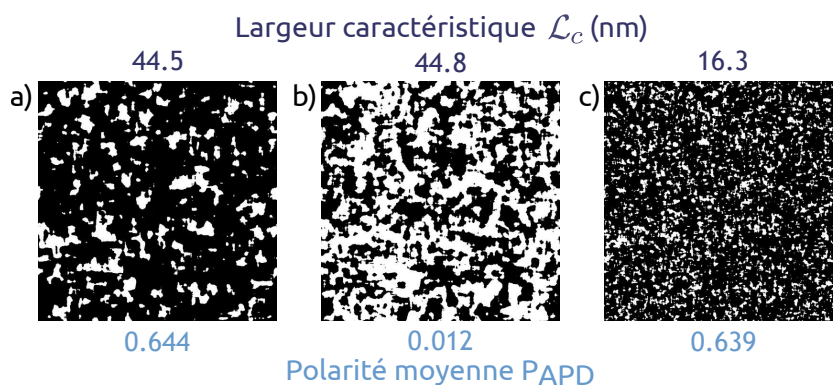 Largeur caractéristique ℒc (nm)
44.5 44.8 16.3
a) b) c)
0.644 0.012 0.639
Polarité moyenne PAPD